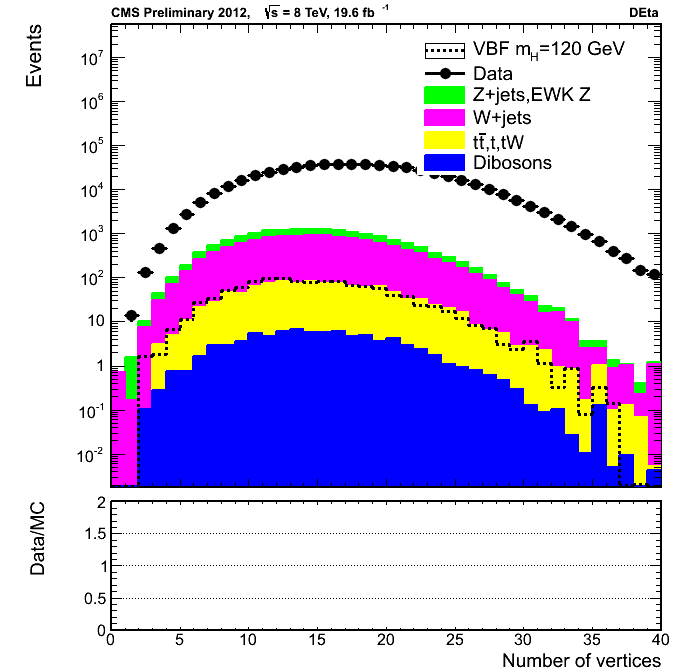 CMS Preliminary 2012, √s = 8 TeV, 19.6 fb⁻¹ DEta
Events
10⁷
10⁶
10⁵
10⁴
10³
10²
10
1
10⁻¹
10⁻²
VBF m_H=120 GeV
Data
Z+jets,EWK Z
W+jets
tt̅,t,tW
Dibosons
Data/MC
2
1.5
1
0.5
0
0 5 10 15 20 25 30 35 40
Number of vertices